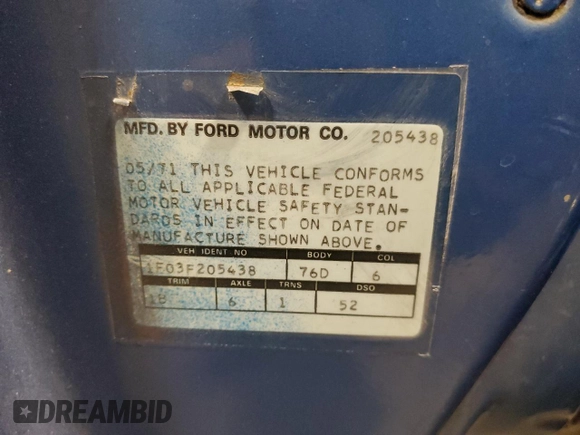 MFD. BY FORD MOTOR CO. 205438
05/71 THIS VEHICLE CONFORMS
TO ALL APPLICABLE FEDERAL
MOTOR VEHICLE SAFETY STAN-
DARDS IN EFFECT ON DATE OF
MANUFACTURE SHOWN ABOVE.
VEH IDENT NO BODY COL
1F03F205438 76D 6
TRIM AXLE TRNS DSO
1B 6 1 52
DREAMBID